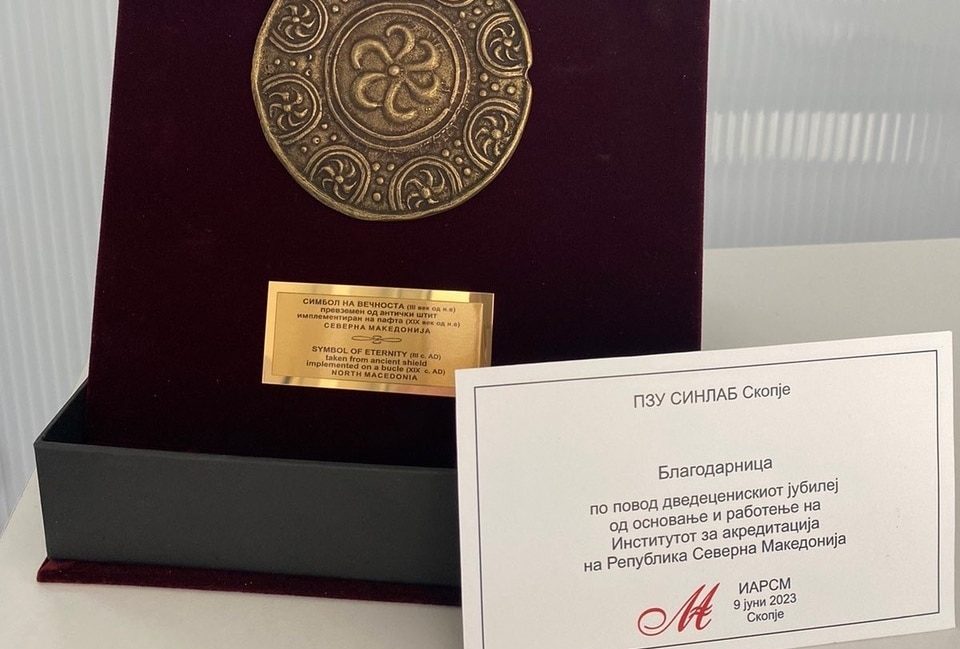 СИМБОЛ НА ВЕЧНОСТА (III век од н.е)
превземен од антички штит
имплементиран на пафта (XIX век од н.е)
СЕВЕРНА МАКЕДОНИЈА
SYMBOL OF ETERNITY (III c. AD)
taken from ancient shield
implemented on a bucle (XIX c. AD)
NORTH MACEDONIA
ПЗУ СИНЛАБ Скопје
Благодарница
по повод дведеценискиот јубилеј
од основање и работење на
Институтот за акредитација
на Република Северна Македонија
ИАРСМ
9 јуни 2023
Скопје